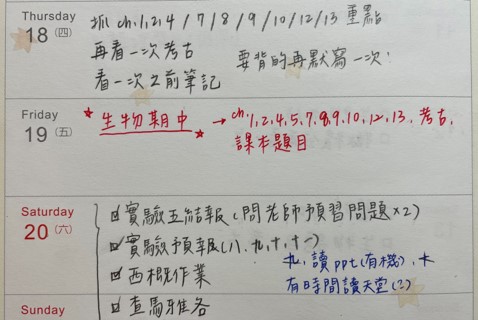 Thursday
18 (四)
抓 ch.1,2,4/7/8/9/10/12/13 重點
再看一次考古
要背的再默寫一次!
看一次之前筆記
Friday
19 (五)
*生物期中* → ch.1,2,4,5,7,8,9,10,12,13. 考古.
課本題目
Saturday
20 (六)
實驗五結報(問老師預習問題×2)
實驗預報(八、九、十、十一)
西概作業
九、讀ppt(有機)、
有時間讀天堂(?)
查馬雅各
Sunday